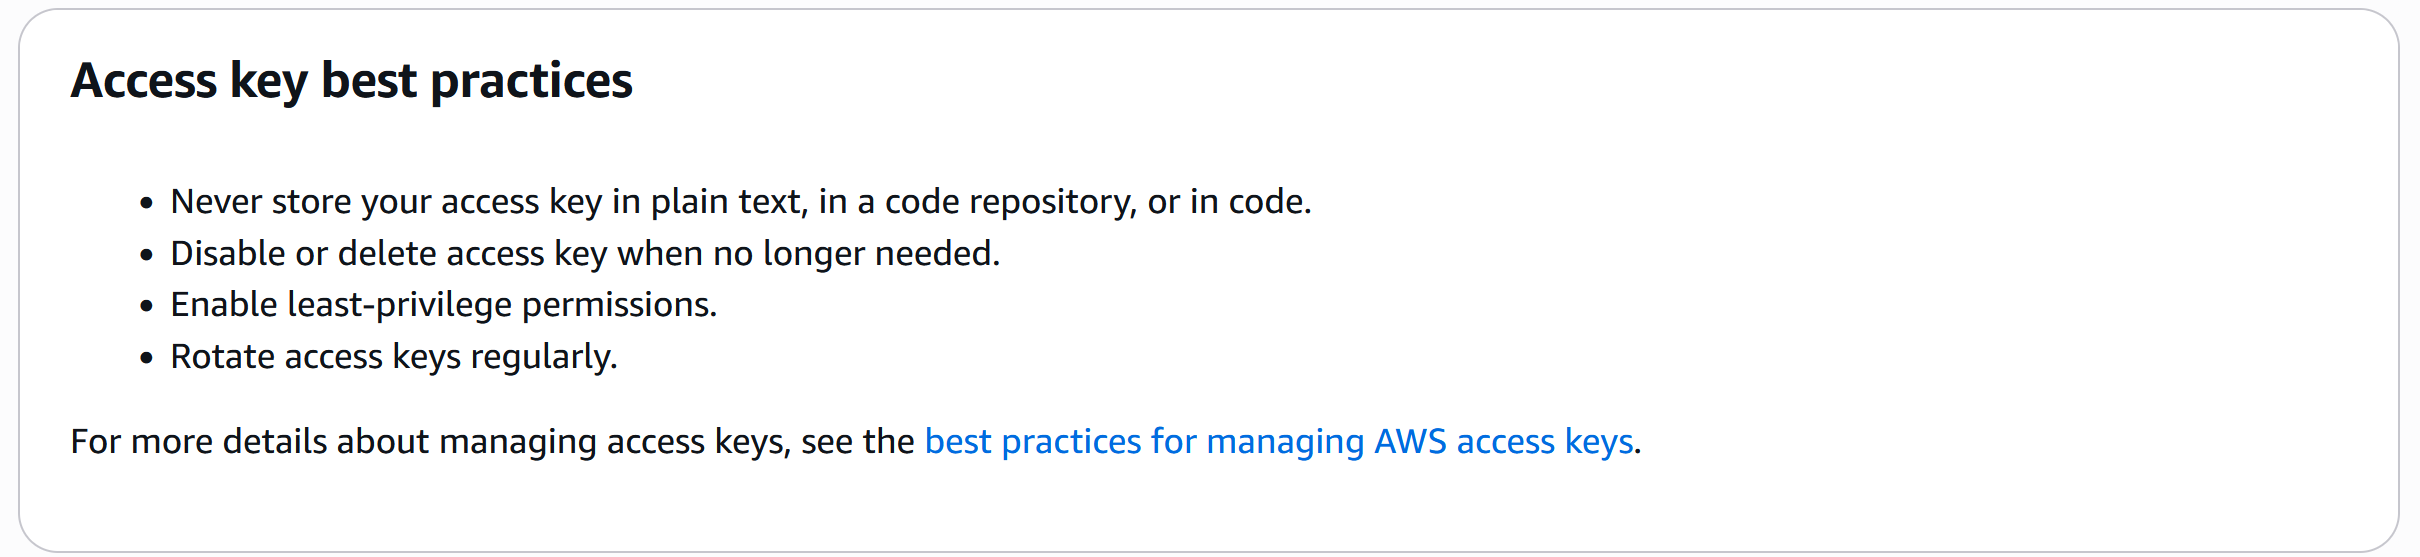 Access key best practices
• Never store your access key in plain text, in a code repository, or in code.
• Disable or delete access key when no longer needed.
• Enable least-privilege permissions.
• Rotate access keys regularly.
For more details about managing access keys, see the best practices for managing AWS access keys.